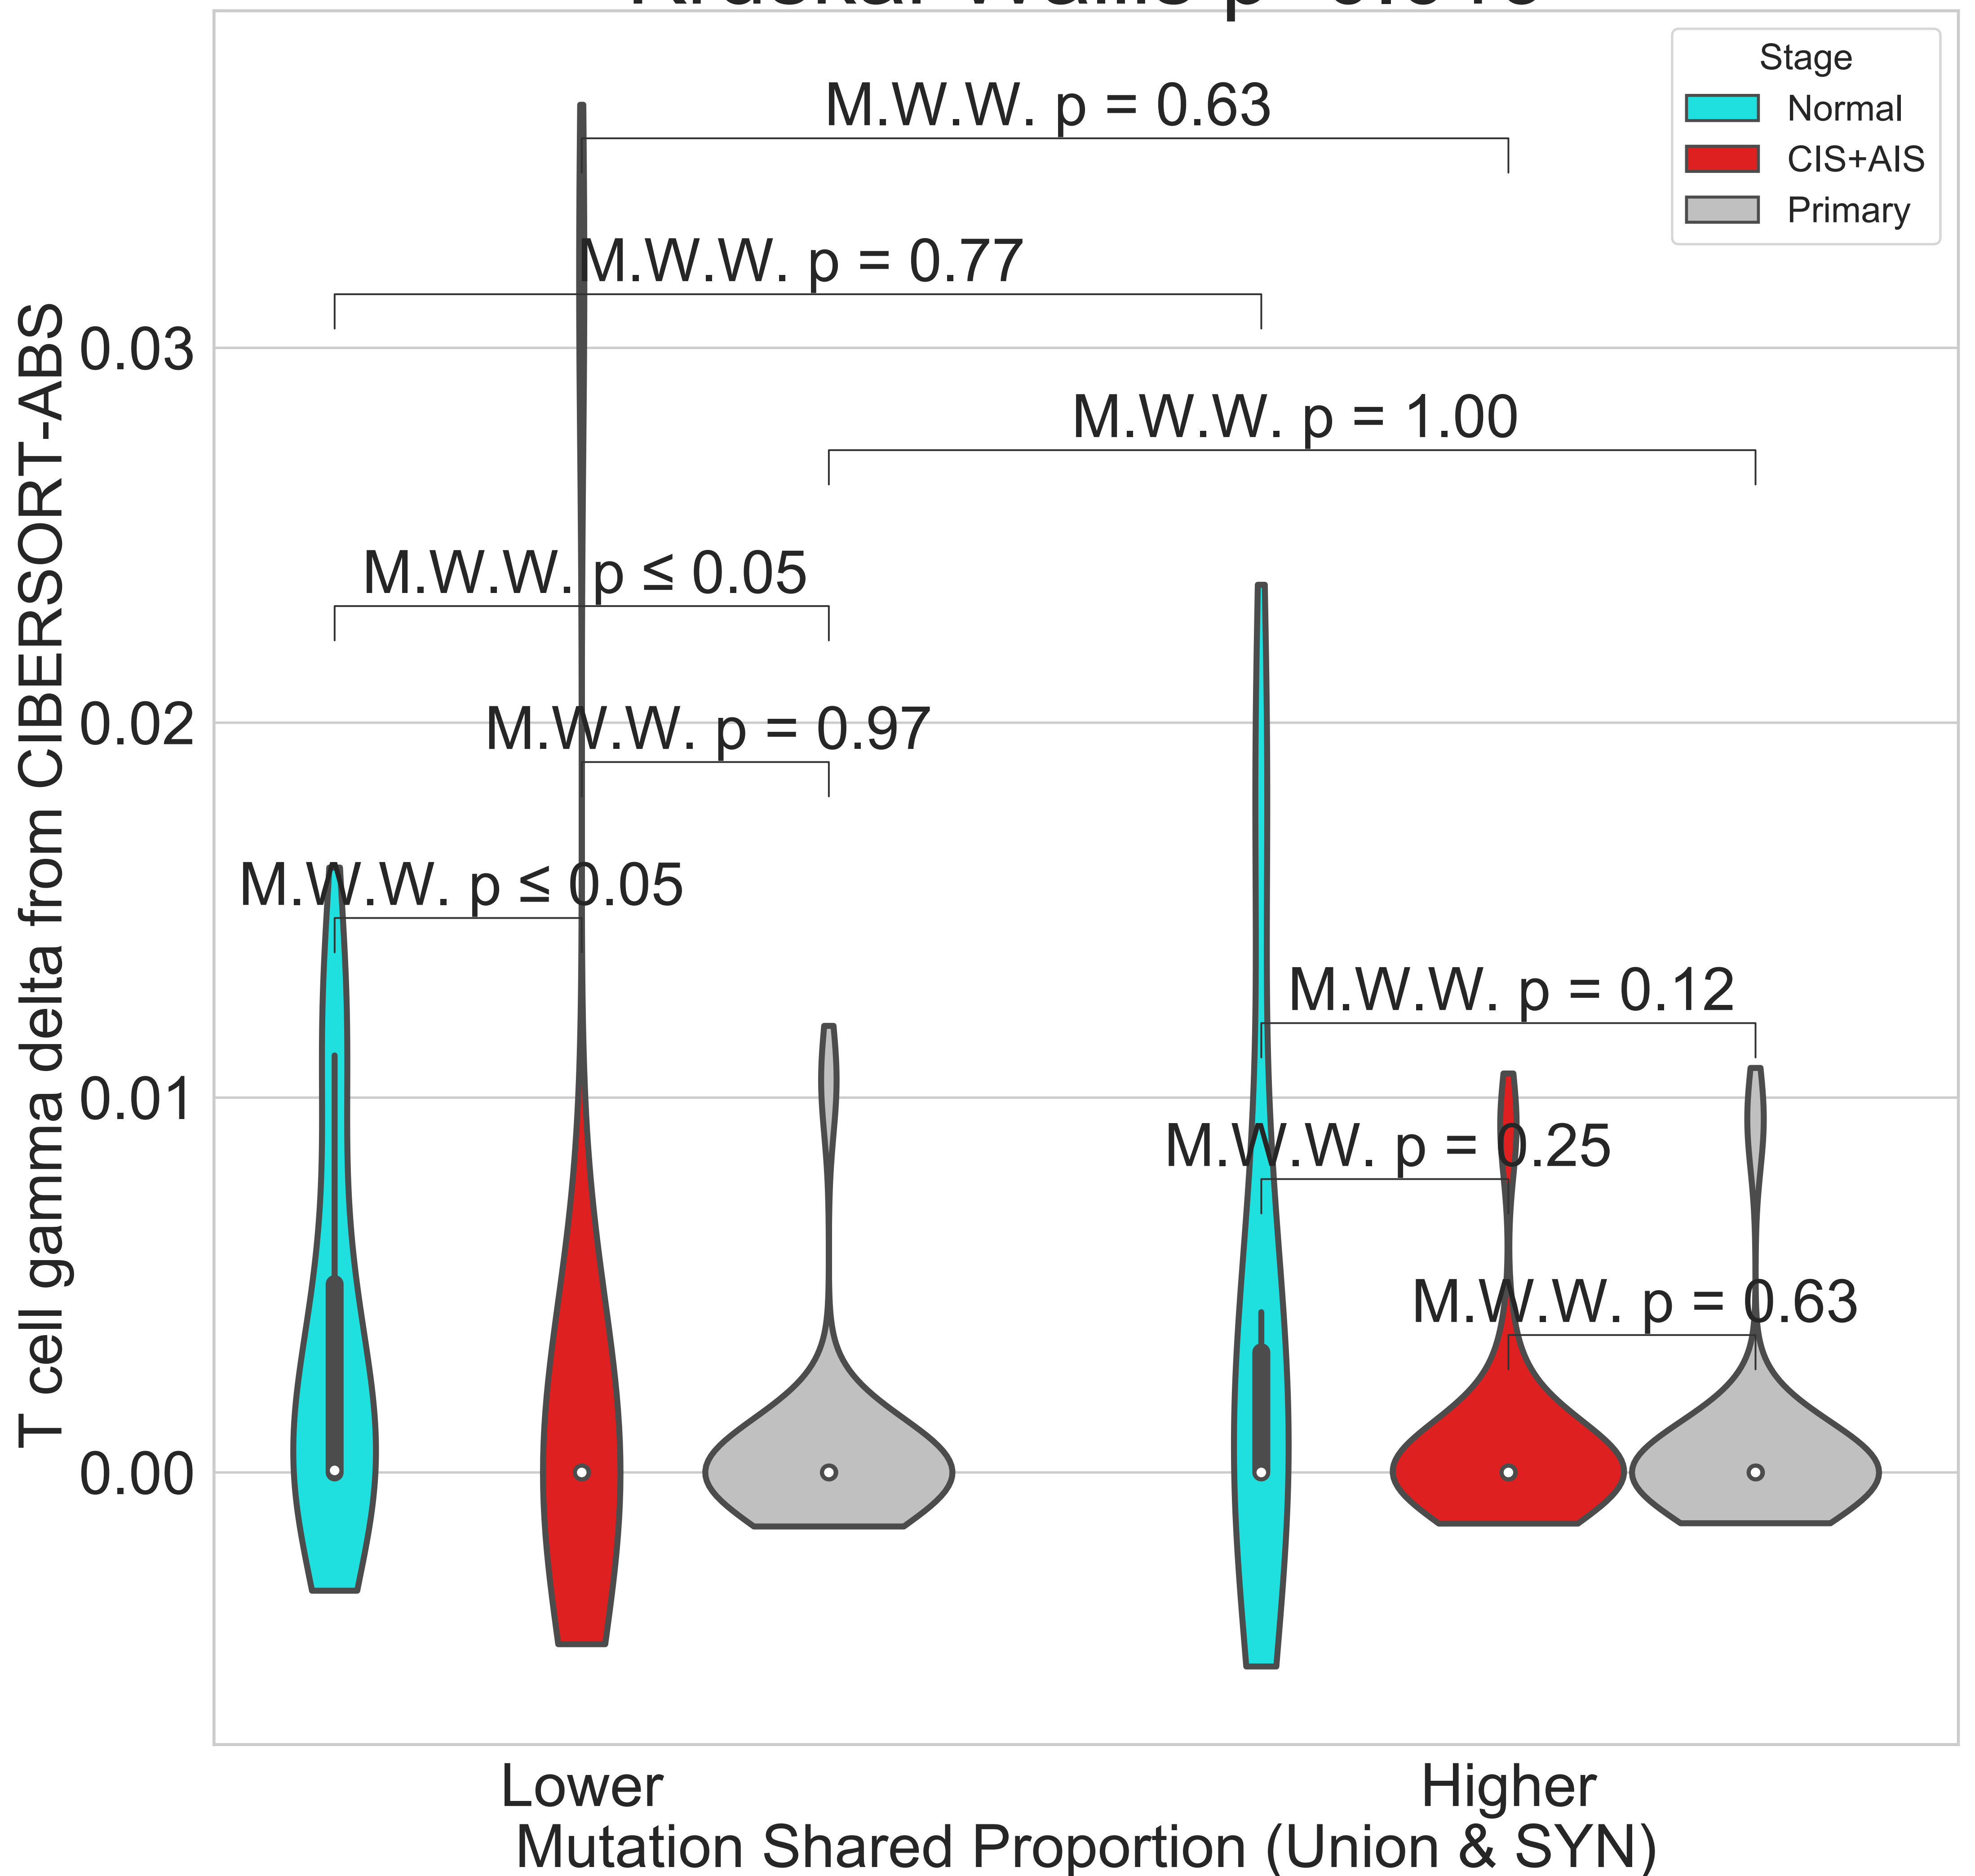 Stage
Normal
CIS+AIS
Primary
M.W.W. p = 0.63
M.W.W. p = 0.77
M.W.W. p = 1.00
M.W.W. p ≤ 0.05
M.W.W. p = 0.97
M.W.W. p ≤ 0.05
M.W.W. p = 0.12
M.W.W. p = 0.25
M.W.W. p = 0.63
T cell gamma delta from CIBERSORT-ABS
0.03
0.02
0.01
0.00
Lower
Higher
Mutation Shared Proportion (Union & SYN)